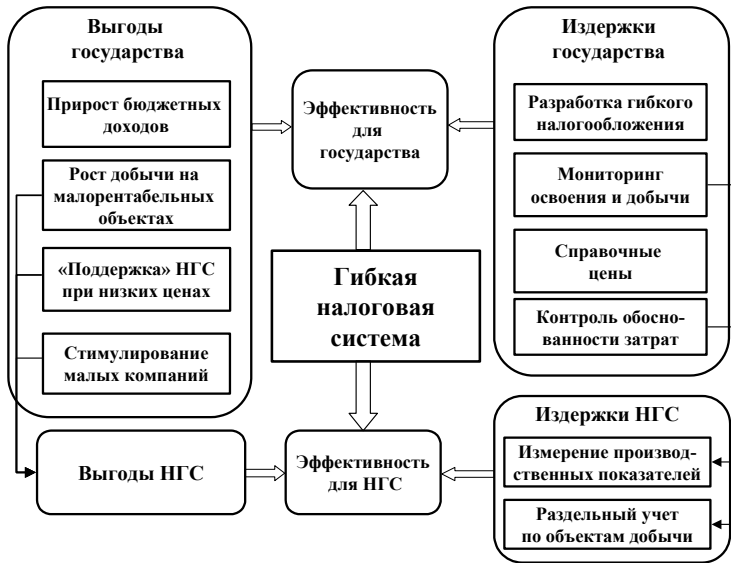 Выгоды
государства
Прирост бюджетных
доходов
Рост добычи на
малорентабельных
объектах
«Поддержка» НГС
при низких ценах
Стимулирование
малых компаний
Эффективность
для
государства
Издержки
государства
Разработка гибкого
налогообложения
Мониторинг
освоения и добычи
Справочные
цены
Контроль обосно-
ванности затрат
Гибкая
налоговая
система
Выгоды НГС
Эффективность
для НГС
Издержки НГС
Измерение производ-
ственных показателей
Раздельный учет
по объектам добычи